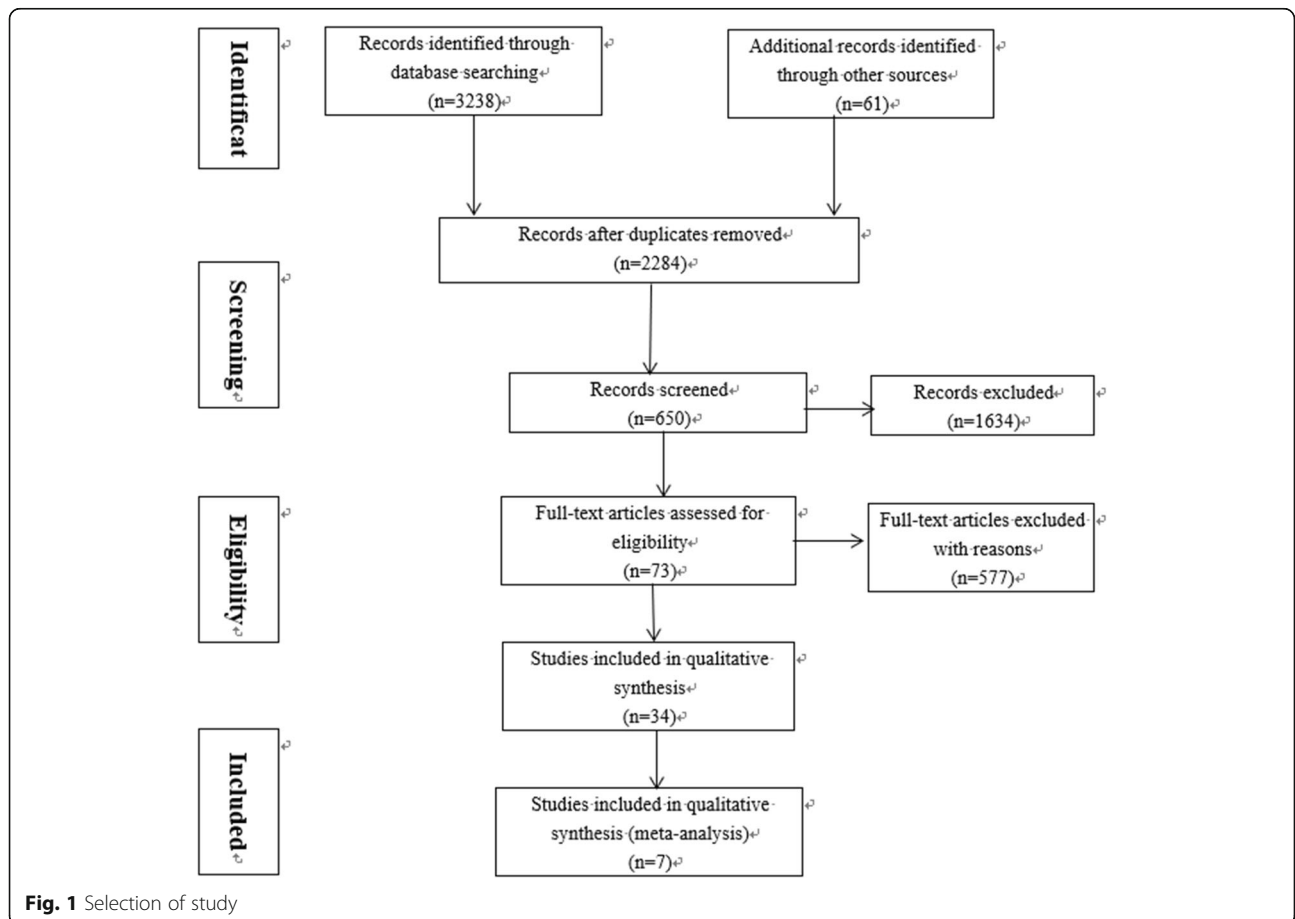 Identificat
Records identified through
database searching
(n=3238)
Additional records identified
through other sources
(n=61)
Records after duplicates removed
(n=2284)
Screening
Records screened
(n=650)
Records excluded
(n=1634)
Eligibility
Full-text articles assessed for
eligibility
(n=73)
Full-text articles excluded
with reasons
(n=577)
Studies included in qualitative
synthesis
(n=34)
Included
Studies included in qualitative
synthesis (meta-analysis)
(n=7)
Fig. 1 Selection of study